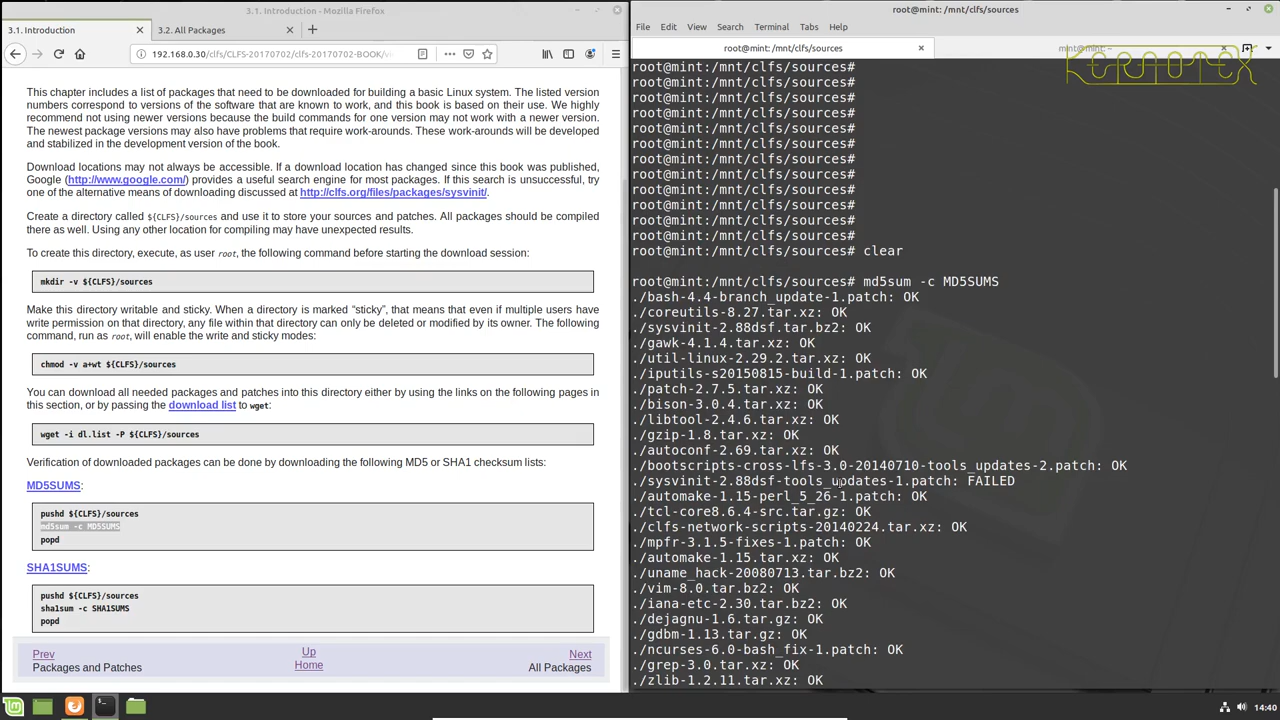 3.1. Introduction - Mozilla Firefox
3.1. Introduction
3.2. All Packages
192.168.0.30/clfs/CLFS-20170702/clfs-20170702-BOOK/v
This chapter includes a list of packages that need to be downloaded for building a basic Linux system. The listed version
numbers correspond to versions of the software that are known to work, and this book is based on their use. We highly
recommend not using newer versions because the build commands for one version may not work with a newer version.
The newest package versions may also have problems that require work-arounds. These work-arounds will be developed
and stabilized in the development version of the book.
Download locations may not always be accessible. If a download location has changed since this book was published,
Google (http://www.google.com/) provides a useful search engine for most packages. If this search is unsuccessful, try
one of the alternative means of downloading discussed at http://clfs.org/files/packages/sysvinit/.
Create a directory called ${CLFS}/sources and use it to store your sources and patches. All packages should be compiled
there as well. Using any other location for compiling may have unexpected results.
To create this directory, execute, as user root, the following command before starting the download session:
mkdir -v ${CLFS}/sources
Make this directory writable and sticky. When a directory is marked “sticky”, that means that even if multiple users have
write permission on that directory, any file within that directory can only be deleted or modified by its owner. The following
command, run as root, will enable the write and sticky modes:
chmod -v a+wt ${CLFS}/sources
You can download all needed packages and patches into this directory either by using the links on the following pages in
this section, or by passing the download list to wget:
wget -i dl.list -P ${CLFS}/sources
Verification of downloaded packages can be done by downloading the following MD5 or SHA1 checksum lists:
MD5SUMS:
pushd ${CLFS}/sources
md5sum -c MD5SUMS
popd
SHA1SUMS:
pushd ${CLFS}/sources
sha1sum -c SHA1SUMS
popd
Prev
Up
Next
Packages and Patches
Home
All Packages
root@mint: /mnt/clfs/sources
File Edit View Search Terminal Tabs Help
root@mint: /mnt/clfs/sources
root@mint: ~
KERNOTEX
root@mint:/mnt/clfs/sources#
root@mint:/mnt/clfs/sources#
root@mint:/mnt/clfs/sources#
root@mint:/mnt/clfs/sources#
root@mint:/mnt/clfs/sources#
root@mint:/mnt/clfs/sources#
root@mint:/mnt/clfs/sources#
root@mint:/mnt/clfs/sources#
root@mint:/mnt/clfs/sources#
root@mint:/mnt/clfs/sources#
root@mint:/mnt/clfs/sources#
root@mint:/mnt/clfs/sources#
root@mint:/mnt/clfs/sources# clear
root@mint:/mnt/clfs/sources# md5sum -c MD5SUMS
./bash-4.4-branch_update-1.patch: OK
./coreutils-8.27.tar.xz: OK
./sysvinit-2.88dsf.tar.bz2: OK
./gawk-4.1.4.tar.xz: OK
./util-linux-2.29.2.tar.xz: OK
./iputils-s20150815-build-1.patch: OK
./patch-2.7.5.tar.xz: OK
./bison-3.0.4.tar.xz: OK
./libtool-2.4.6.tar.xz: OK
./gzip-1.8.tar.xz: OK
./autoconf-2.69.tar.xz: OK
./bootscripts-cross-lfs-3.0-20140710-tools_updates-2.patch: OK
./sysvinit-2.88dsf-tools_updates-1.patch: FAILED
./automake-1.15-perl_5_26-1.patch: OK
./tcl-core8.6.4-src.tar.gz: OK
./clfs-network-scripts-20140224.tar.xz: OK
./mpfr-3.1.5-fixes-1.patch: OK
./automake-1.15.tar.xz: OK
./uname_hack-20080713.tar.bz2: OK
./vim-8.0.tar.bz2: OK
./iana-etc-2.30.tar.bz2: OK
./dejagnu-1.6.tar.gz: OK
./gdbm-1.13.tar.gz: OK
./ncurses-6.0-bash_fix-1.patch: OK
./grep-3.0.tar.xz: OK
./zlib-1.2.11.tar.xz: OK
14:40